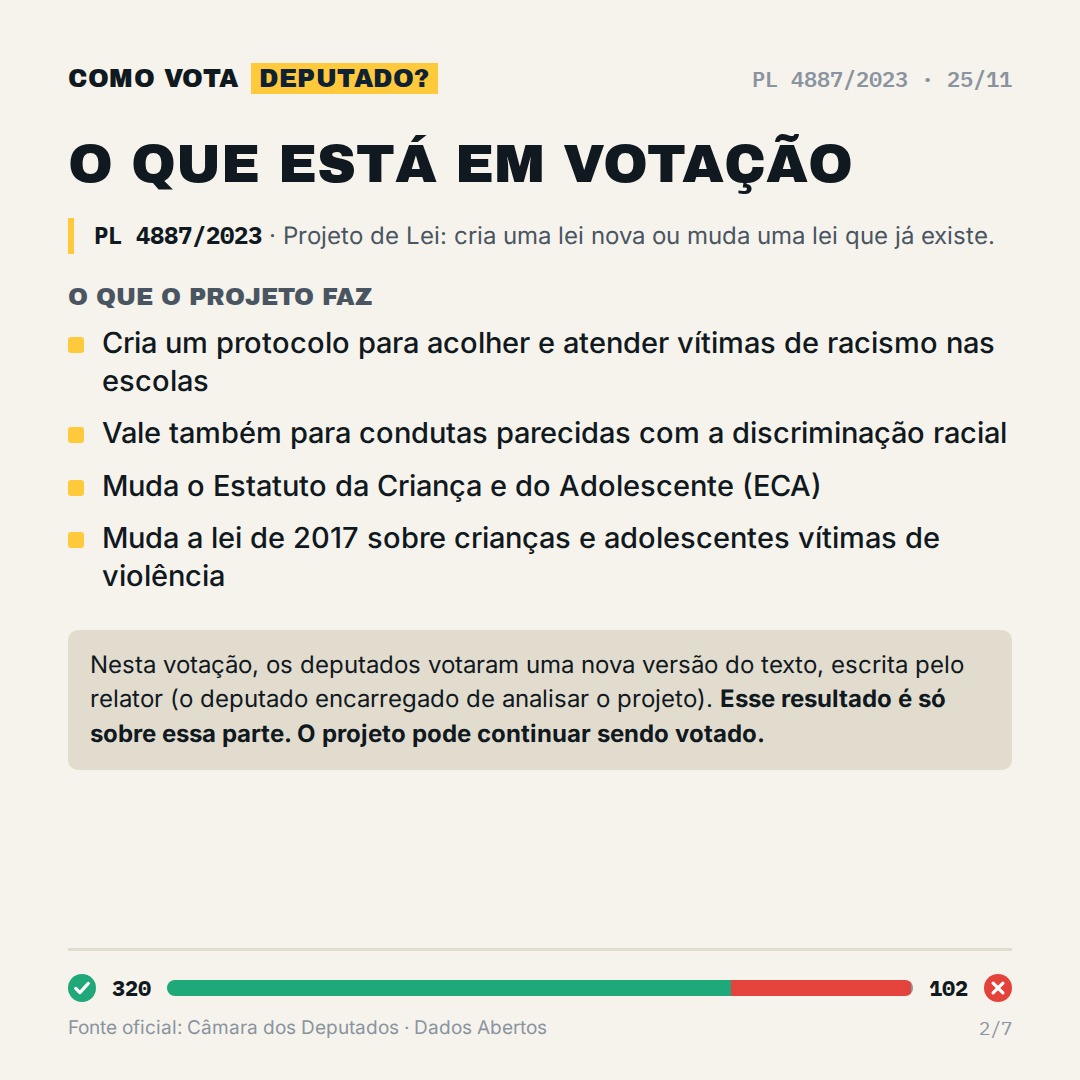 COMO VOTA DEPUTADO?
PL 4887/2023 · 25/11
O QUE ESTÁ EM VOTAÇÃO
PL 4887/2023 · Projeto de Lei: cria uma lei nova ou muda uma lei que já existe.
O QUE O PROJETO FAZ
Cria um protocolo para acolher e atender vítimas de racismo nas
escolas
Vale também para condutas parecidas com a discriminação racial
Muda o Estatuto da Criança e do Adolescente (ECA)
Muda a lei de 2017 sobre crianças e adolescentes vítimas de
violência
Nesta votação, os deputados votaram uma nova versão do texto, escrita pelo
relator (o deputado encarregado de analisar o projeto). Esse resultado é só
sobre essa parte. O projeto pode continuar sendo votado.
320
102
Fonte oficial: Câmara dos Deputados · Dados Abertos
2/7